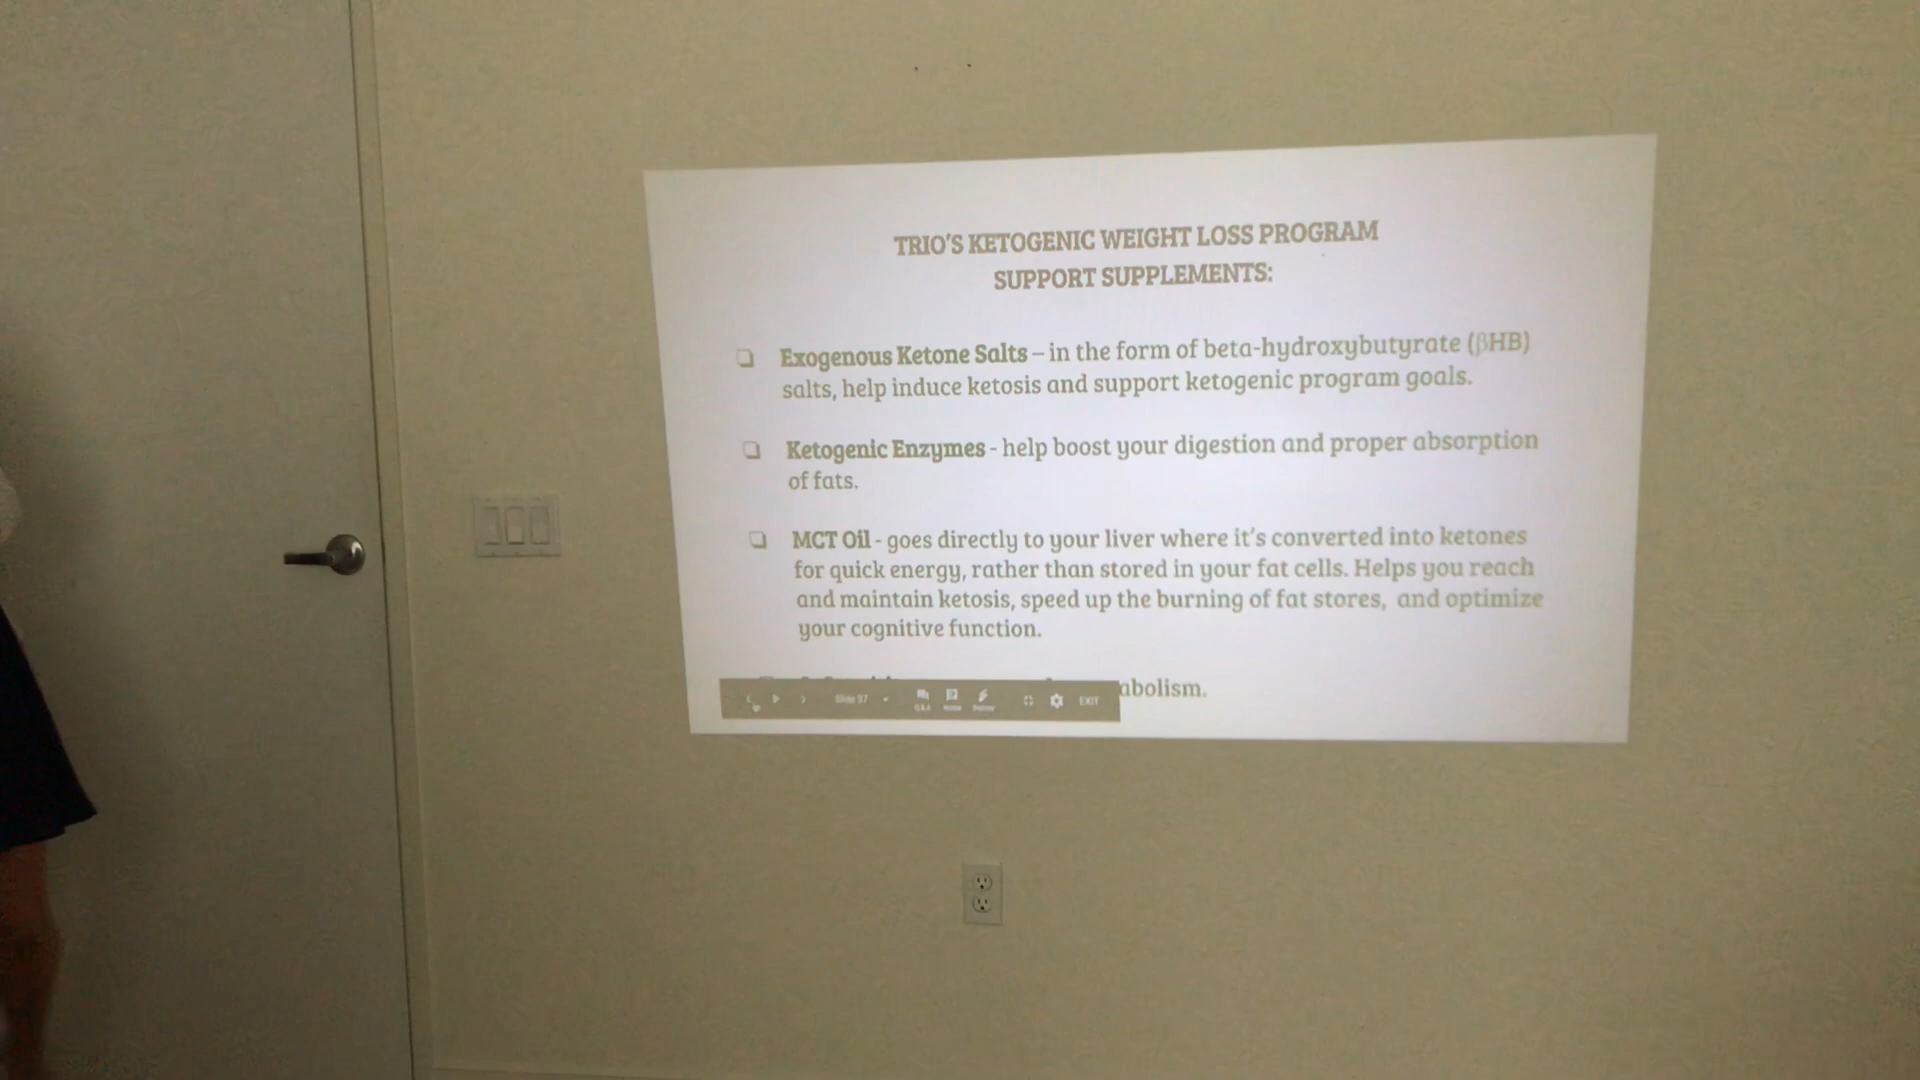 TRIO'S KETOGENIC WEIGHT LOSS PROGRAM
SUPPORT SUPPLEMENTS:
❏ Exogenous Ketone Salts – in the form of beta-hydroxybutyrate (βHB)
salts, help induce ketosis and support ketogenic program goals.
❏ Ketogenic Enzymes - help boost your digestion and proper absorption
of fats.
❏ MCT Oil - goes directly to your liver where it's converted into ketones
for quick energy, rather than stored in your fat cells. Helps you reach
and maintain ketosis, speed up the burning of fat stores, and optimize
your cognitive function.
abolism.
Slide 97 Q&A Notes Pointer EXIT